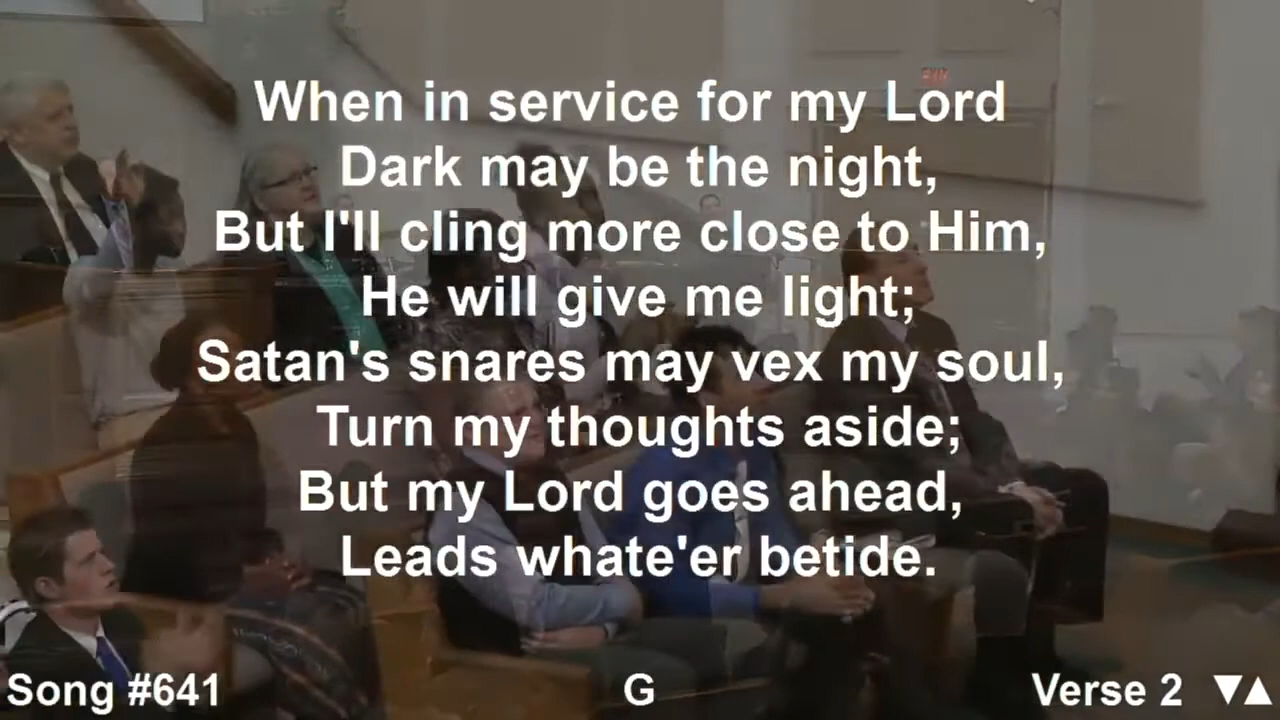 When in service for my Lord
Dark may be the night,
But I'll cling more close to Him,
He will give me light;
Satan's snares may vex my soul,
Turn my thoughts aside;
But my Lord goes ahead,
Leads whate'er betide.
Song #641 G Verse 2 ▼▲